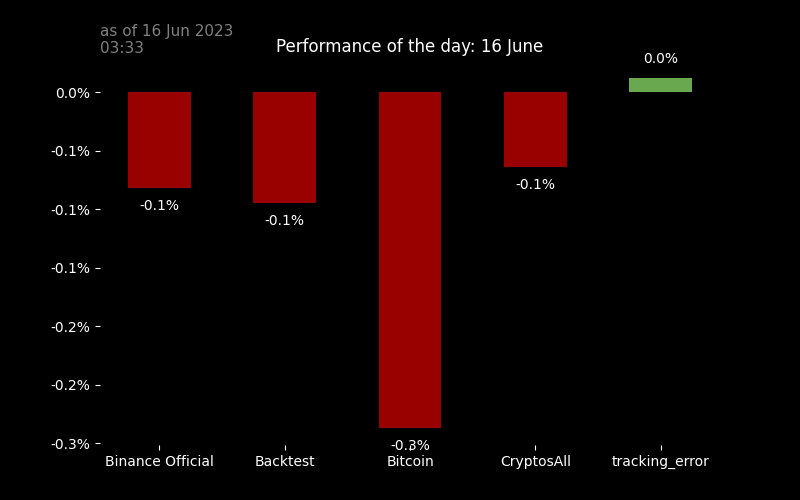 as of 16 Jun 2023
03:33
Performance of the day: 16 June
0.0%
0.0%
-0.1%
-0.1%
-0.1%
-0.2%
-0.2%
-0.3%
-0.1%
-0.1%
-0.3%
-0.1%
Binance Official
Backtest
Bitcoin
CryptosAll
tracking_error